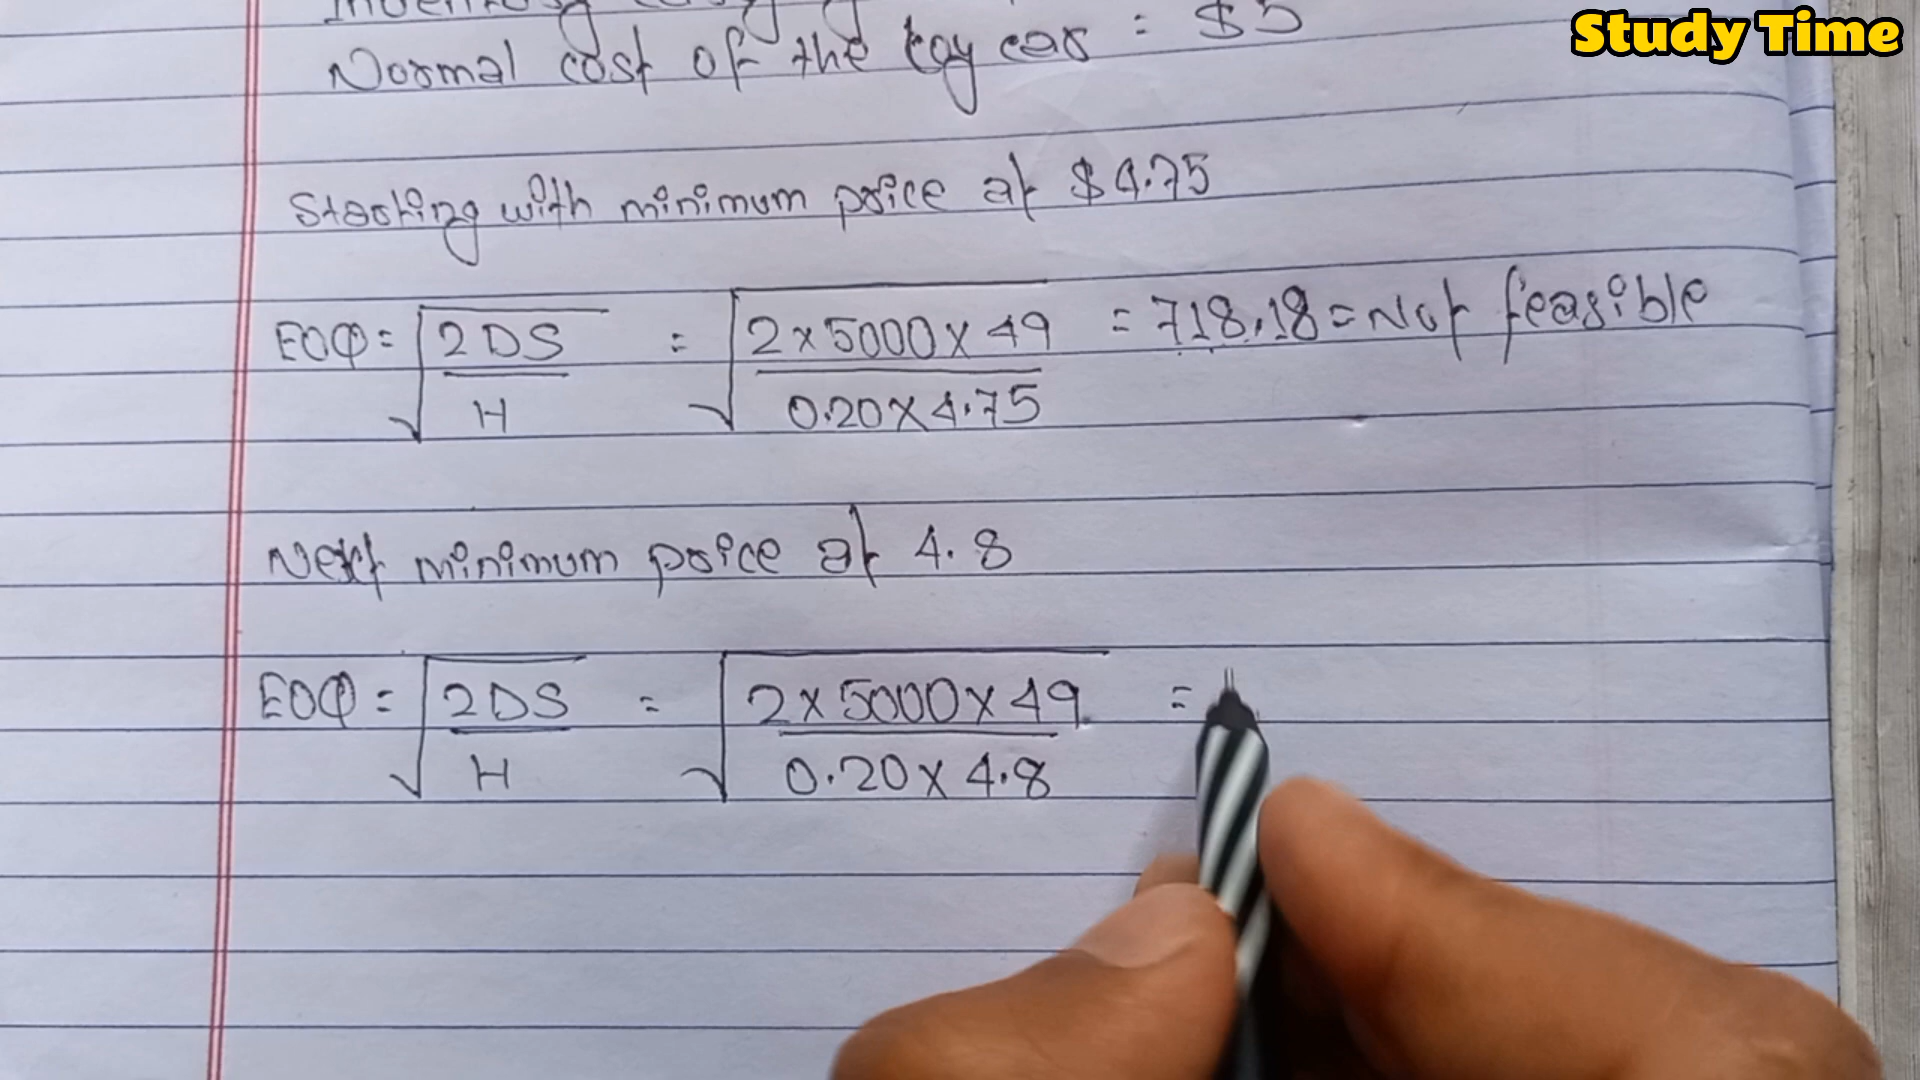 Study Time
Normal cost of the toy car : $5
Starting with minimum price at $4.75
EOQ = √(2DS / H) = √(2 x 5000 x 49 / 0.20 x 4.75) = 718.18 = Not feasible
Next minimum price at 4.8
EOQ = √(2DS / H) = √(2 x 5000 x 49 / 0.20 x 4.8) =